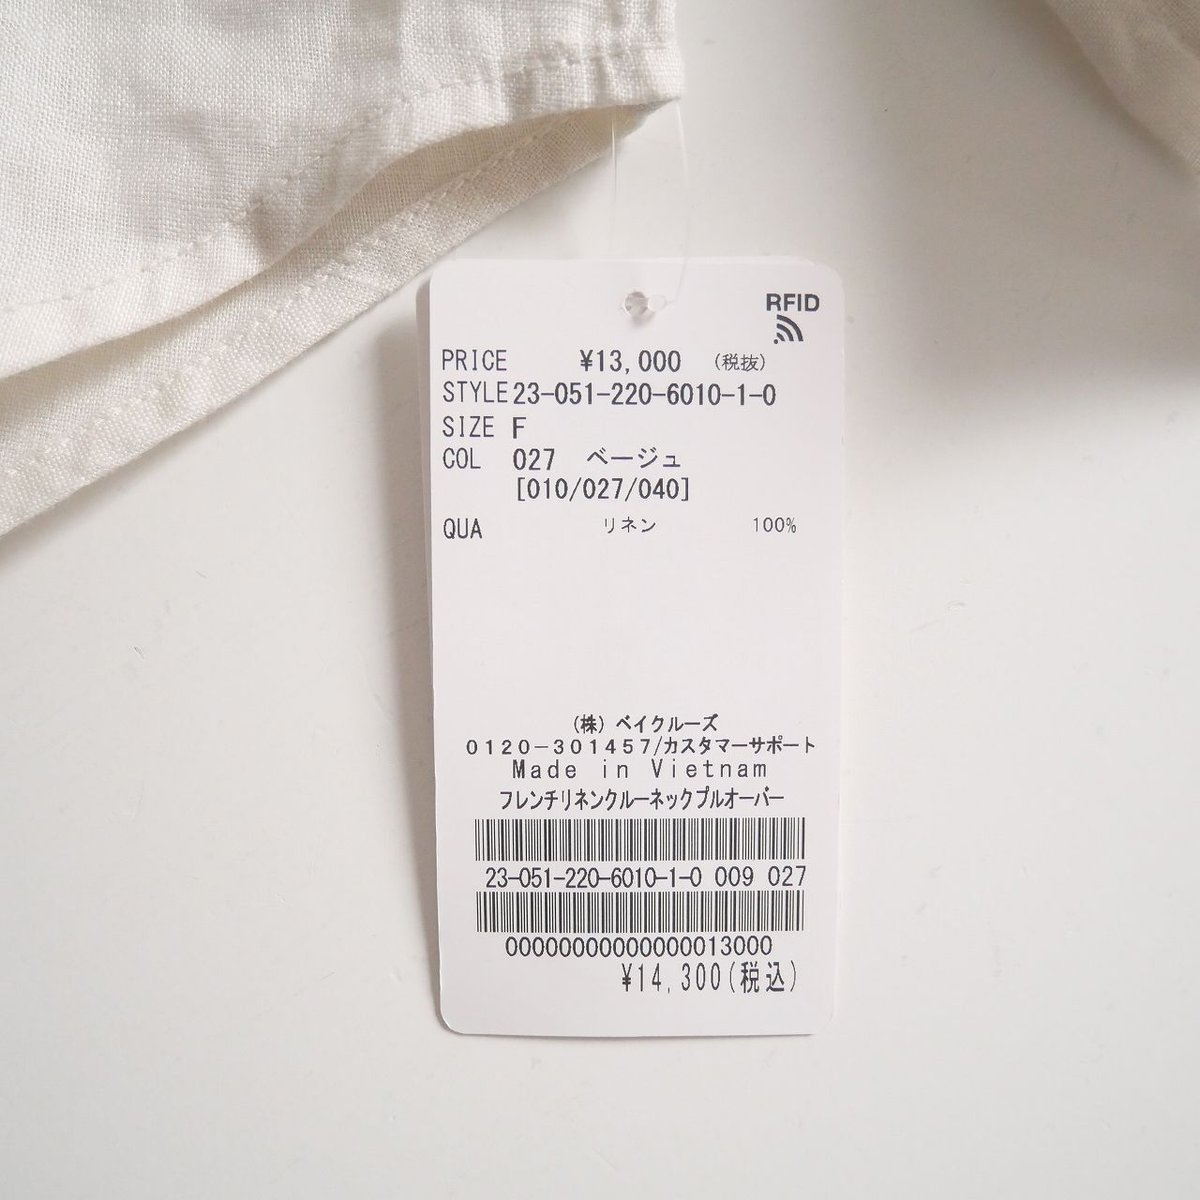 RFID
PRICE ¥13,000 (税抜)
STYLE 23-051-220-6010-1-0
SIZE F
COL 027 ベージュ
[010/027/040]
QUA リネン 100%
(株)ベイクルーズ
0120-301457/カスタマーサポート
Made in Vietnam
フレンチリネンクルーネックプルオーバー
23-051-220-6010-1-0 009 027
00000000000000013000
¥14,300(税込)